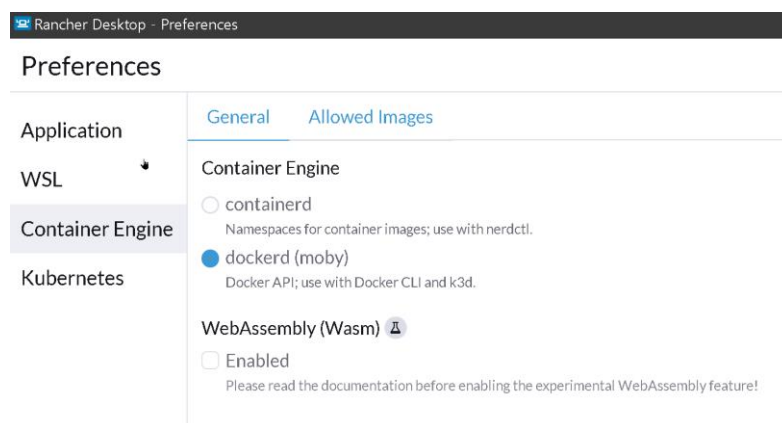 Rancher Desktop - Preferences
Preferences
Application
WSL
Container Engine
Kubernetes
General Allowed Images
Container Engine
containerd
Namespaces for container images; use with nerdctl.
dockerd (moby)
Docker API; use with Docker CLI and k3d.
WebAssembly (Wasm)
Enabled
Please read the documentation before enabling the experimental WebAssembly feature!